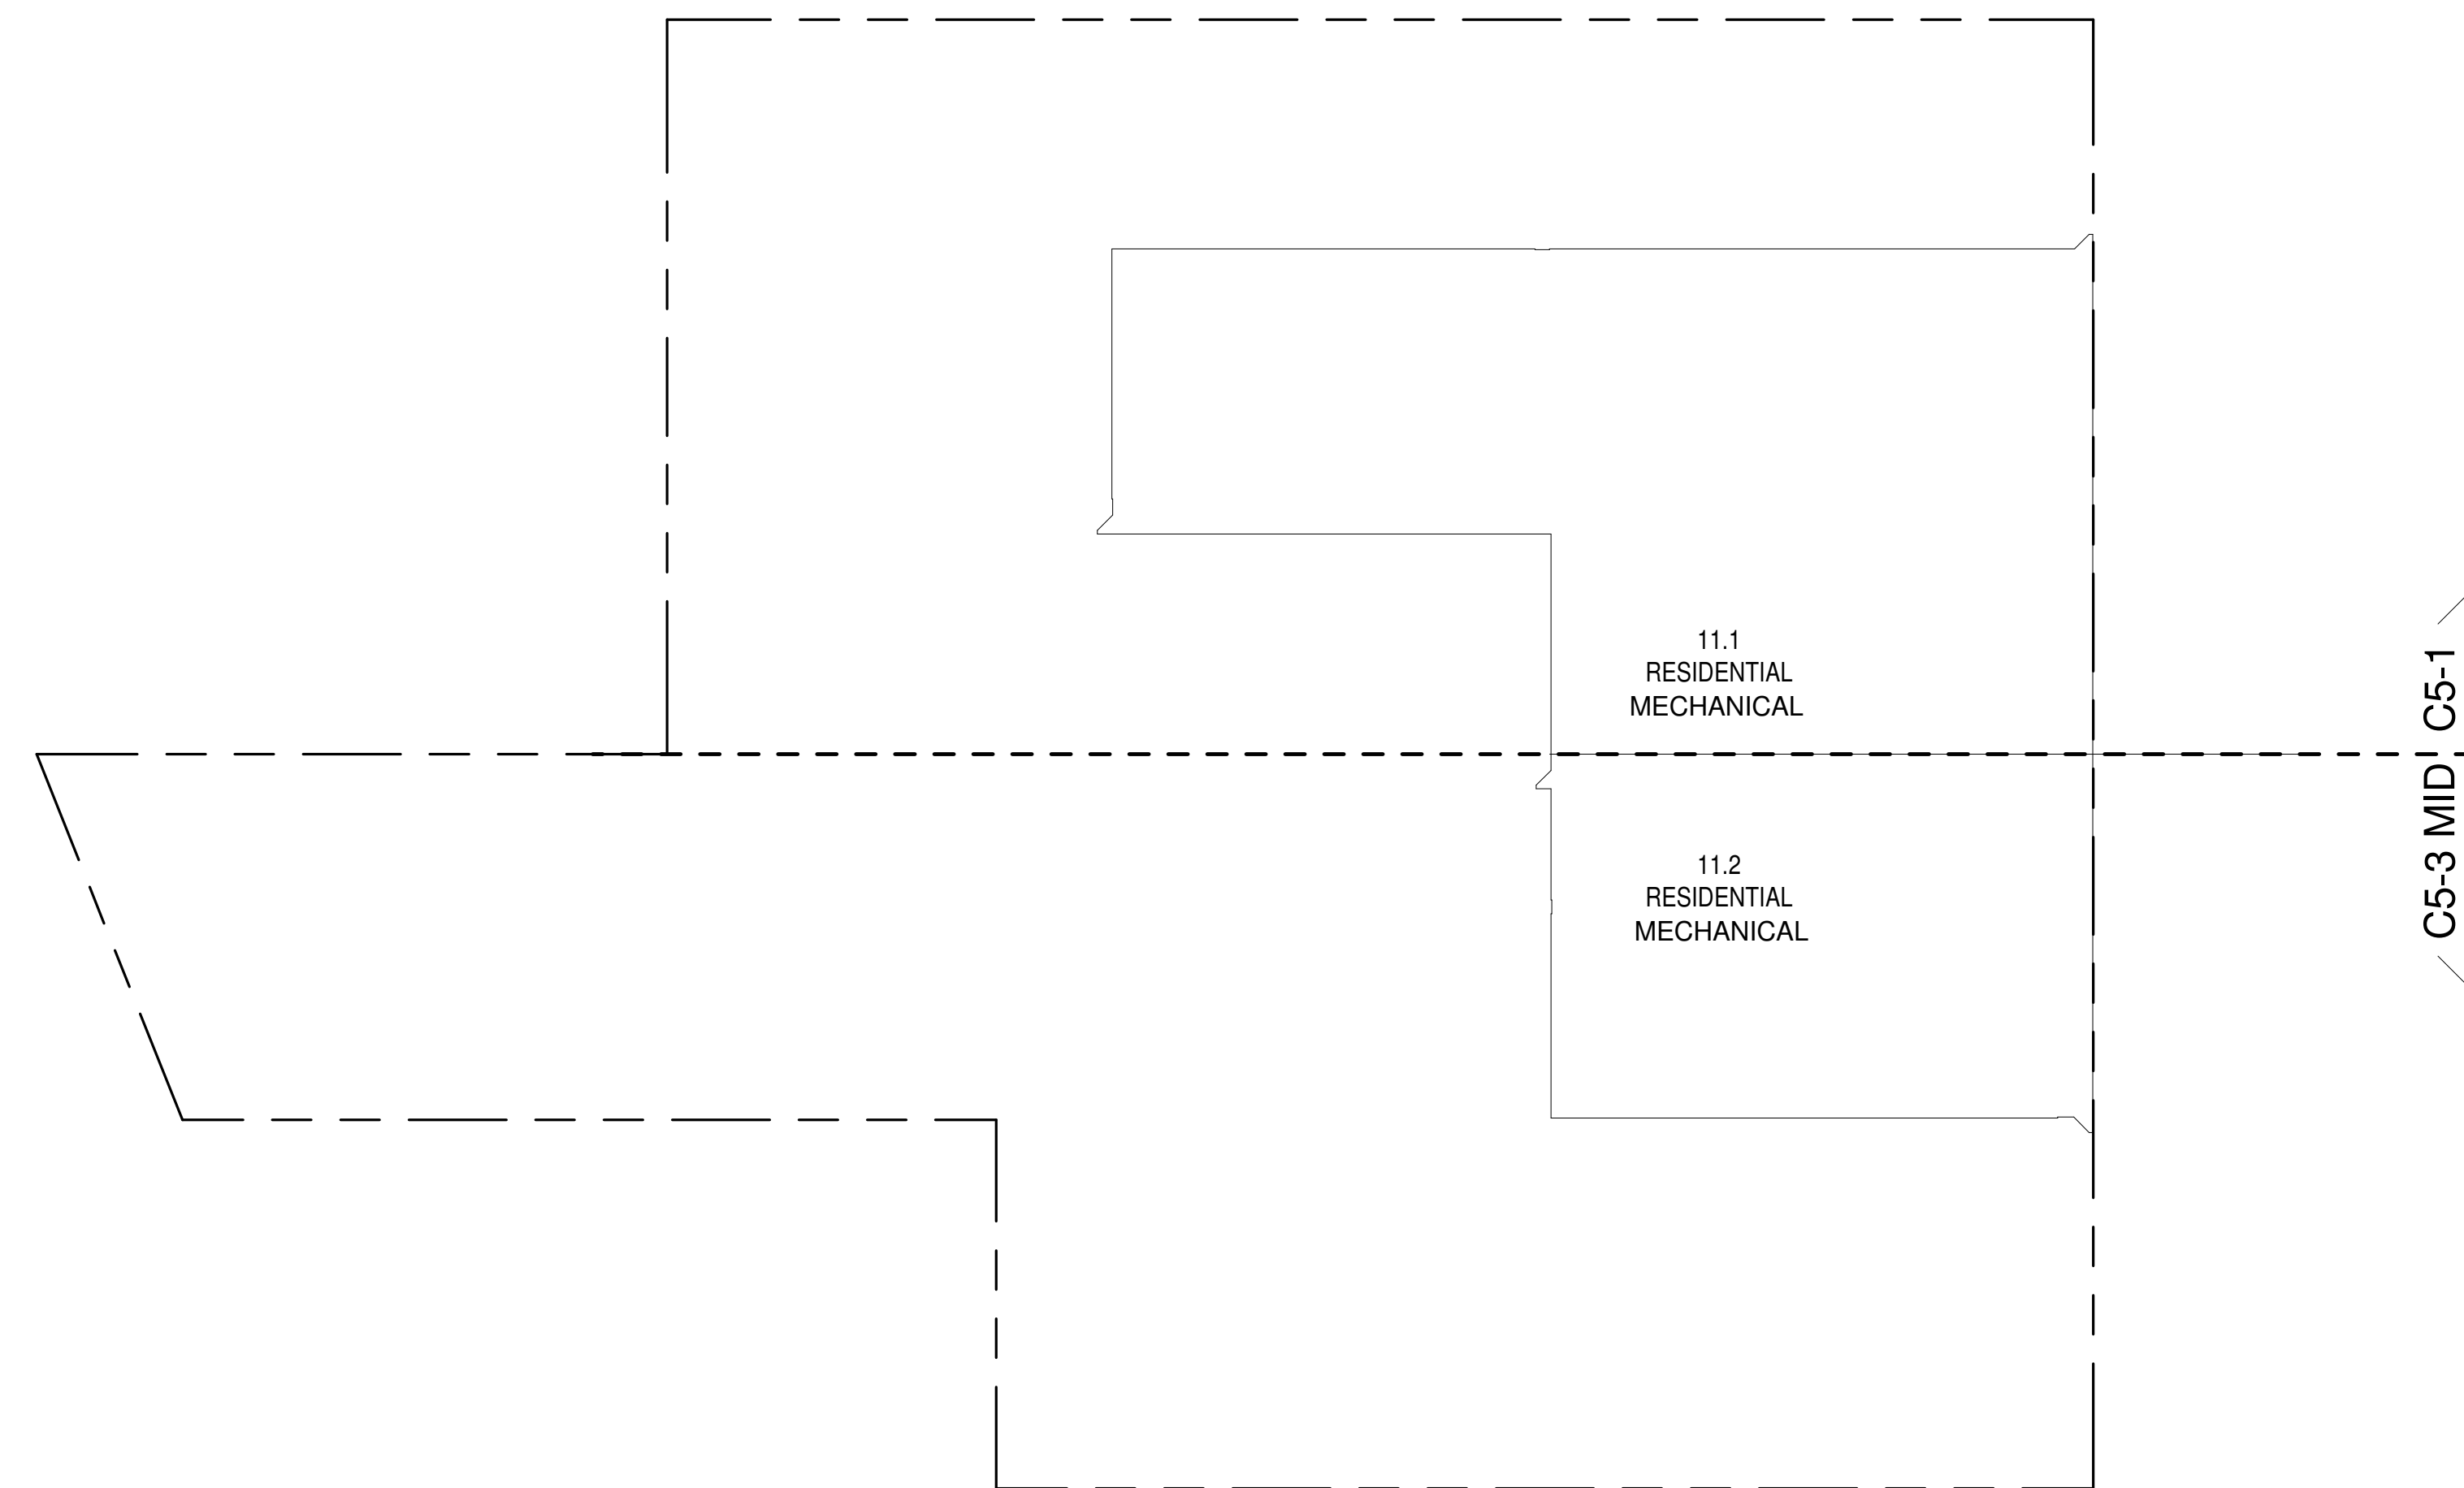 11.1
RESIDENTIAL
MECHANICAL
11.2
RESIDENTIAL
MECHANICAL
C5-1
C5-3 MID